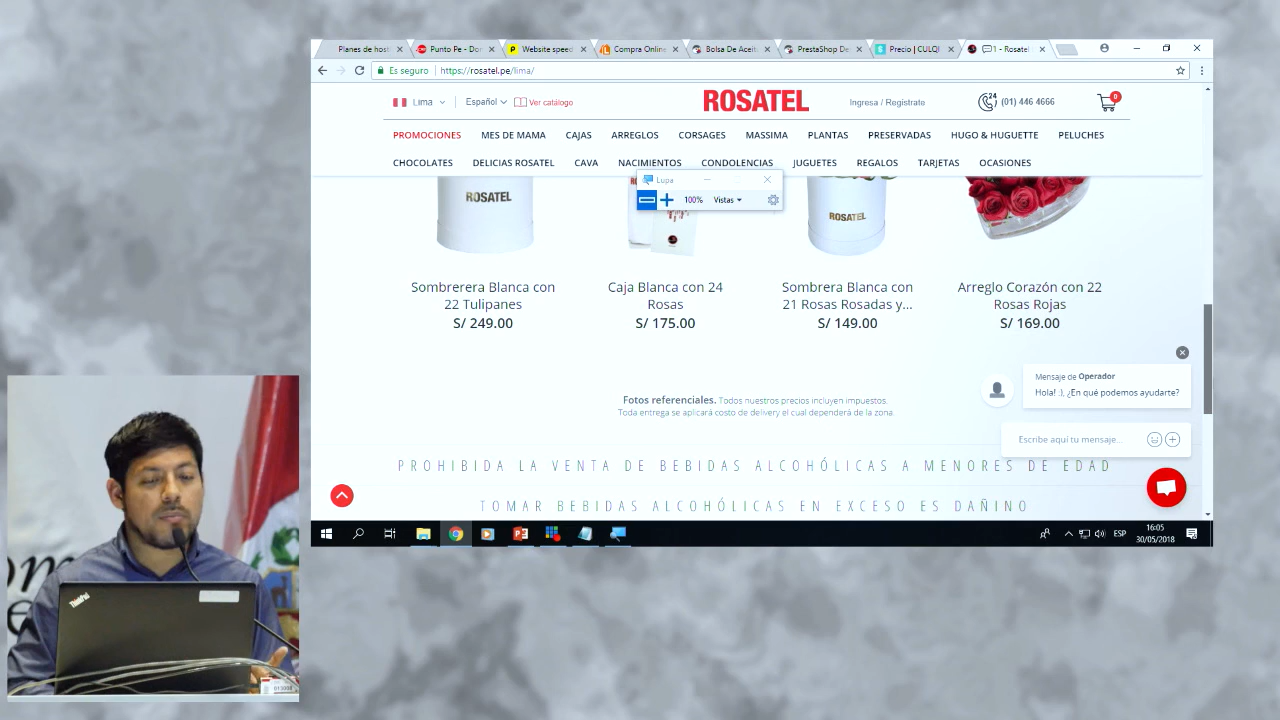 Planes de host
Punto Pe - Dor
Website speed
Compra Online
Bolsa De Aceit
PrestaShop De
Precio | CULQI
1 - Rosatel
Es seguro
https://rosatel.pe/lima/
Lima
Español
Ver catálogo
ROSATEL
Ingresa / Regístrate
24
(01) 446 4666
0
PROMOCIONES
MES DE MAMA
CAJAS
ARREGLOS
CORSAGES
MASSIMA
PLANTAS
PRESERVADAS
HUGO & HUGUETTE
PELUCHES
CHOCOLATES
DELICIAS ROSATEL
CAVA
NACIMIENTOS
CONDOLENCIAS
JUGUETES
REGALOS
TARJETAS
OCASIONES
Lupa
100%
Vistas
ROSATEL
ROSATEL
Sombrerera Blanca con
22 Tulipanes
S/ 249.00
Caja Blanca con 24
Rosas
S/ 175.00
Sombrera Blanca con
21 Rosas Rosadas y...
S/ 149.00
Arreglo Corazón con 22
Rosas Rojas
S/ 169.00
Mensaje de Operador
Hola! :), ¿En qué podemos ayudarte?
Fotos referenciales. Todos nuestros precios incluyen impuestos.
Toda entrega se aplicará costo de delivery el cual dependerá de la zona.
Escribe aquí tu mensaje...
PROHIBIDA LA VENTA DE BEBIDAS ALCOHÓLICAS A MENORES DE EDAD
TOMAR BEBIDAS ALCOHÓLICAS EN EXCESO ES DAÑINO
ESP
16:05
30/05/2018
ThinkPad